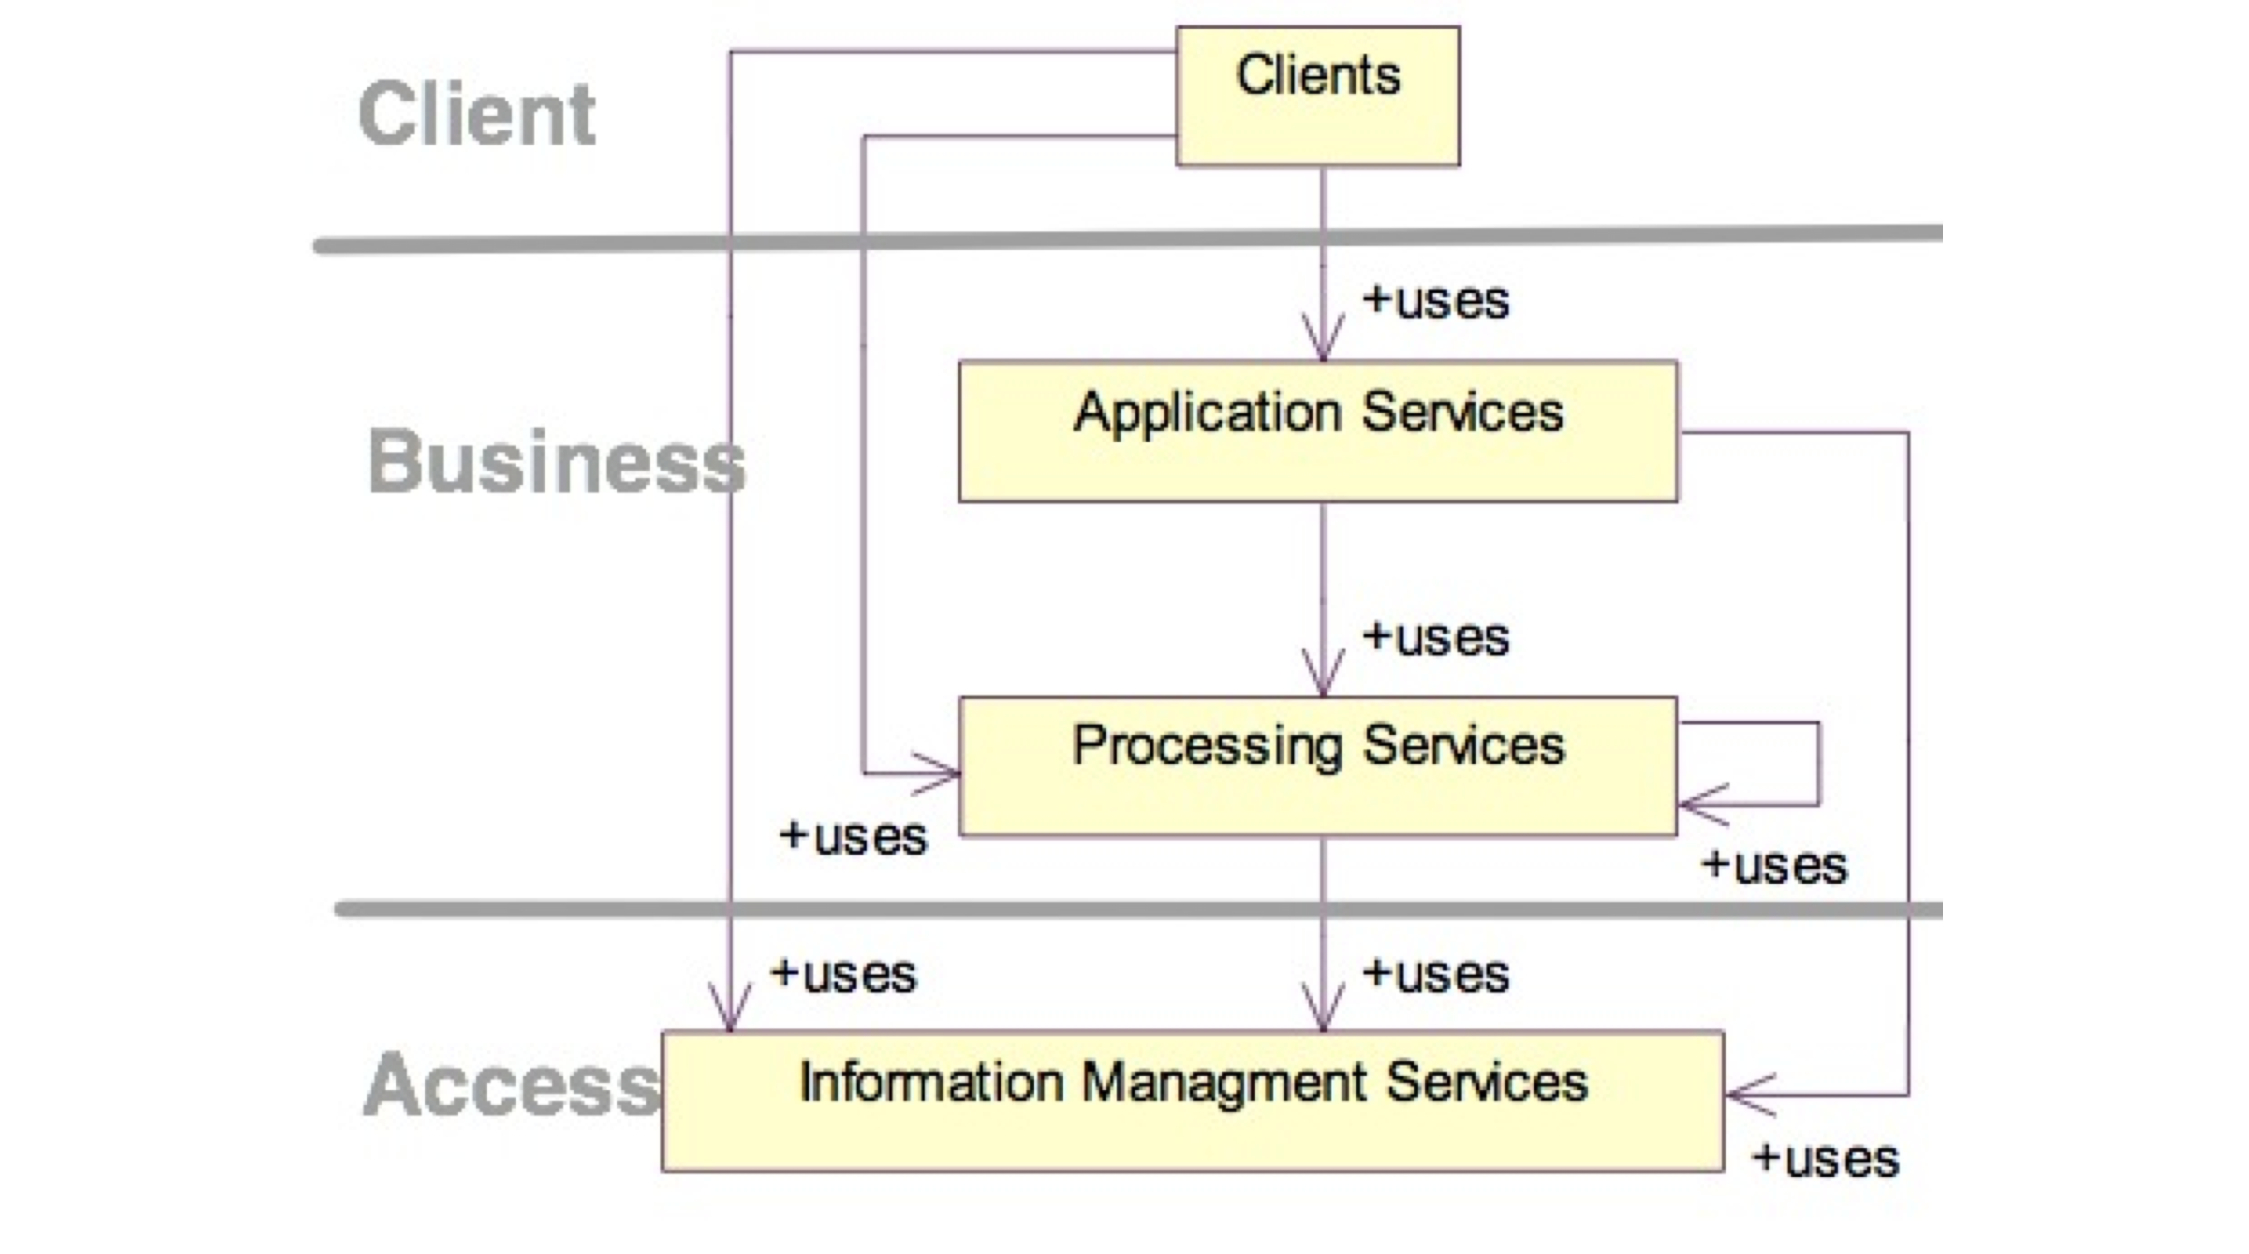 Clients
Client
+uses
Application Services
Business
+uses
Processing Services
+uses
+uses
+uses
+uses
Information Managment Services
Access
+uses